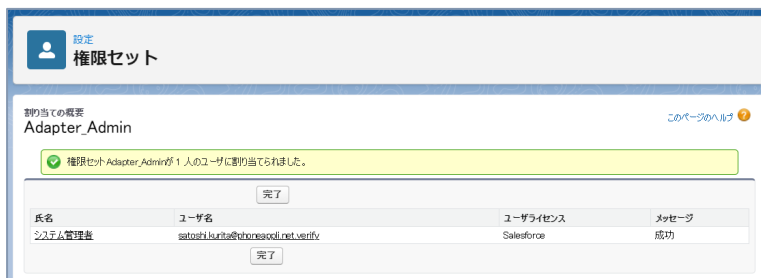 設定
権限セット
割り当ての概要
Adapter_Admin
このページのヘルプ
権限セット Adapter_Adminが 1 人のユーザに割り当てられました。
完了
氏名 ユーザ名 ユーザライセンス メッセージ
システム管理者 satoshi.kurita@phoneappli.net.verify Salesforce 成功
完了